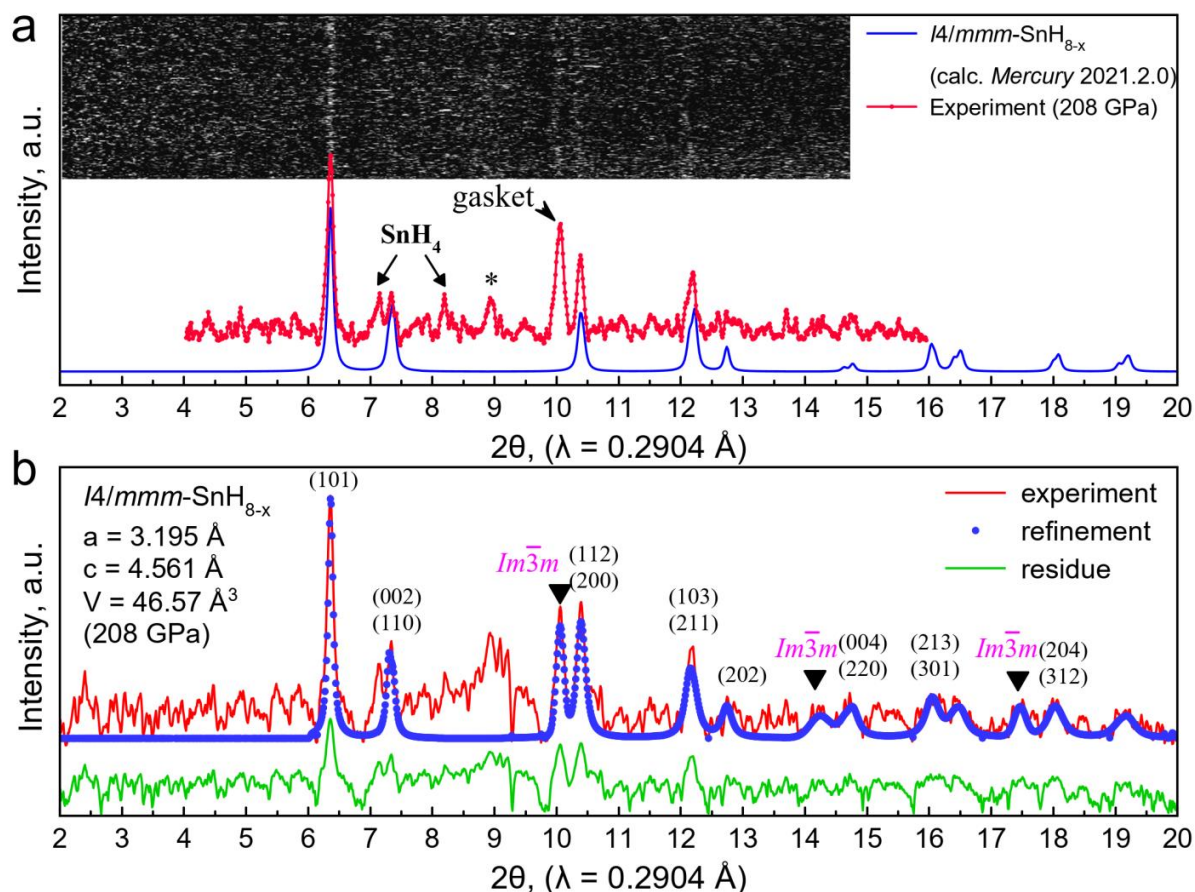 a
I4/mmm-SnH8-x
(calc. Mercury 2021.2.0)
Experiment (208 GPa)
gasket
SnH4
*
Intensity, a.u.
2 3 4 5 6 7 8 9 10 11 12 13 14 15 16 17 18 19 20
2θ, (λ = 0.2904 Å)
b
I4/mmm-SnH8-x
a = 3.195 Å
c = 4.561 Å
V = 46.57 Å³
(208 GPa)
(101)
(002)
(110)
Im3̅m
(112)
(200)
(103)
(211)
(202)
Im3̅m
(004)
(220)
(213)
(301)
Im3̅m
(204)
(312)
experiment
refinement
residue
Intensity, a.u.
2 3 4 5 6 7 8 9 10 11 12 13 14 15 16 17 18 19 20
2θ, (λ = 0.2904 Å)